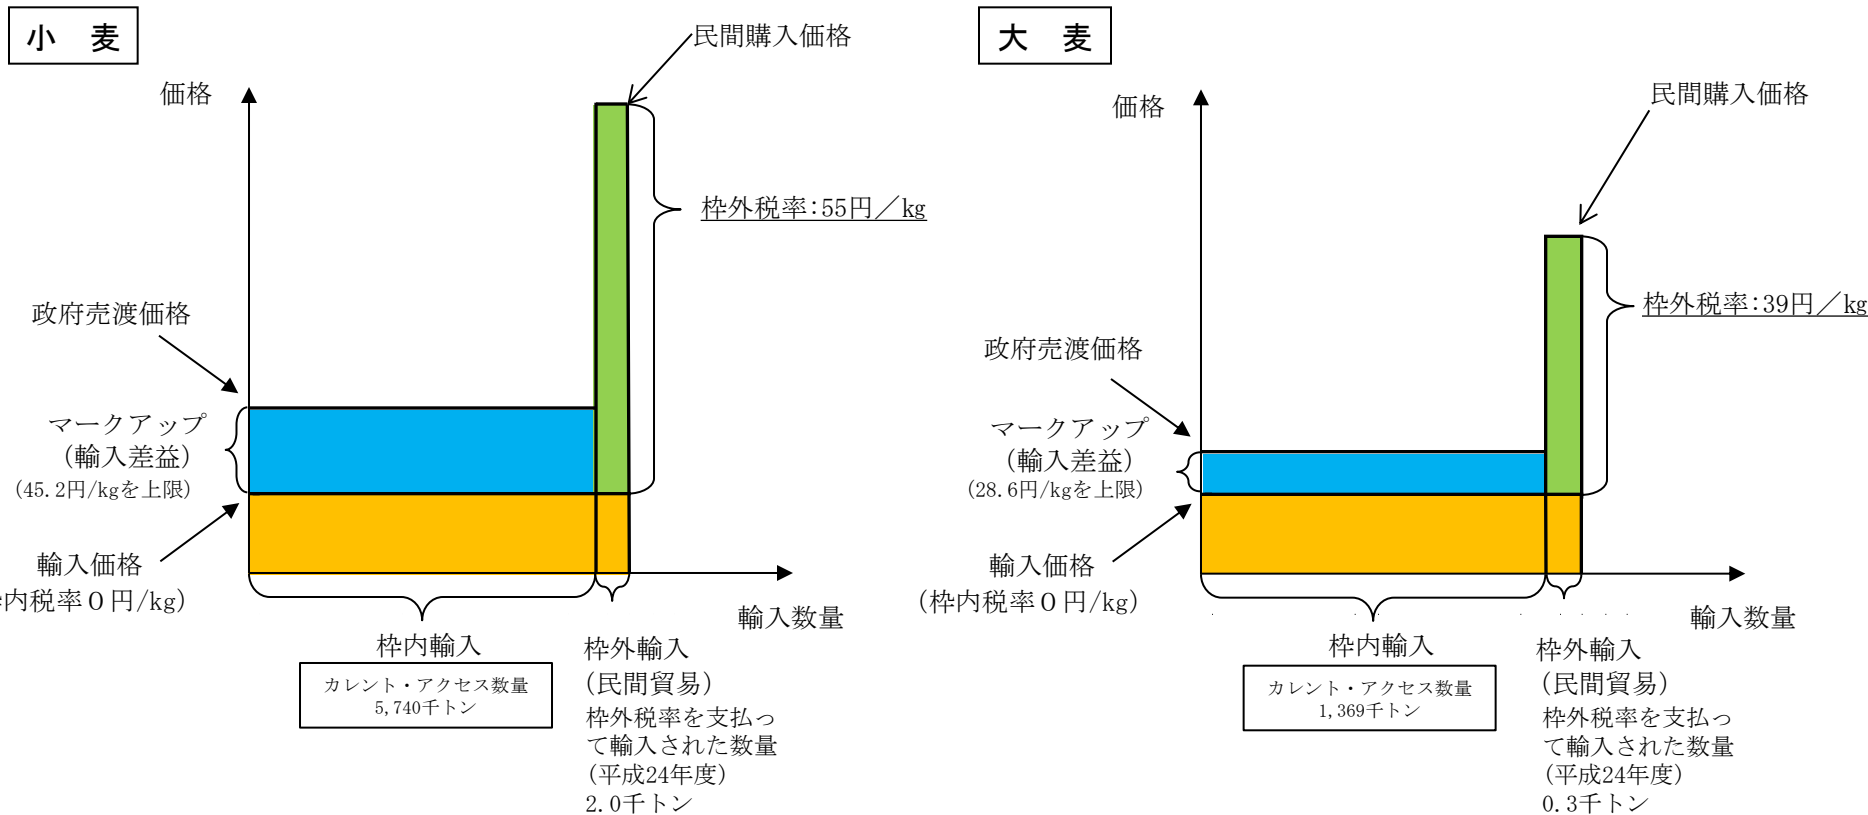 小　麦
民間購入価格
価格
枠外税率:55円／kg
政府売渡価格
マークアップ
(輸入差益)
(45.2円/kgを上限)
輸入価格
内税率０円/kg)
輸入数量
枠内輸入
カレント・アクセス数量
5,740千トン
枠外輸入
(民間貿易)
枠外税率を支払っ
て輸入された数量
(平成24年度)
2.0千トン
大　麦
民間購入価格
価格
枠外税率:39円／kg
政府売渡価格
マークアップ
(輸入差益)
(28.6円/kgを上限)
輸入価格
(枠内税率０円/kg)
輸入数量
枠内輸入
カレント・アクセス数量
1,369千トン
枠外輸入
(民間貿易)
枠外税率を支払っ
て輸入された数量
(平成24年度)
0.3千トン